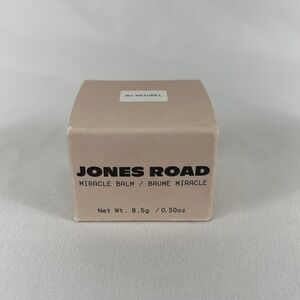 AU NATUREL
JONES ROAD
MIRACLE BALM / BAUME MIRACLE
Net Wt. 8.5g / 0.30oz